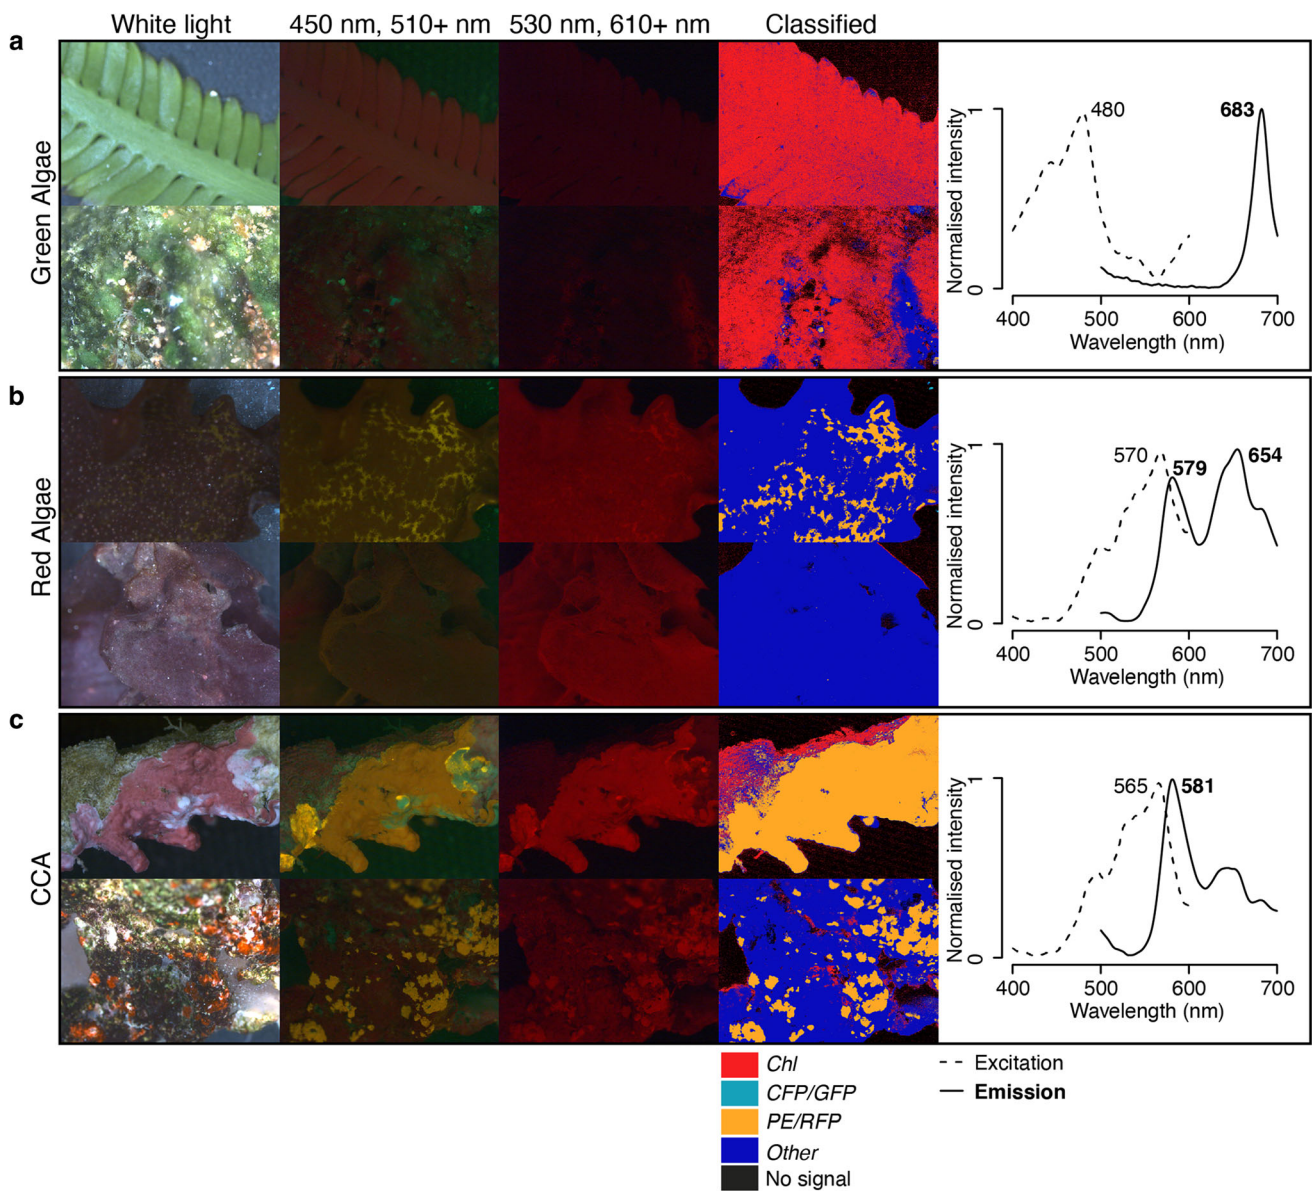 White light 450 nm, 510+ nm 530 nm, 610+ nm Classified
a
Green Algae
Normalised intensity
1
0
480
683
400 500 600 700
Wavelength (nm)
b
Red Algae
Normalised intensity
1
0
570
579
654
400 500 600 700
Wavelength (nm)
c
CCA
Normalised intensity
1
0
565
581
400 500 600 700
Wavelength (nm)
Chl
CFP/GFP
PE/RFP
Other
No signal
Excitation
Emission